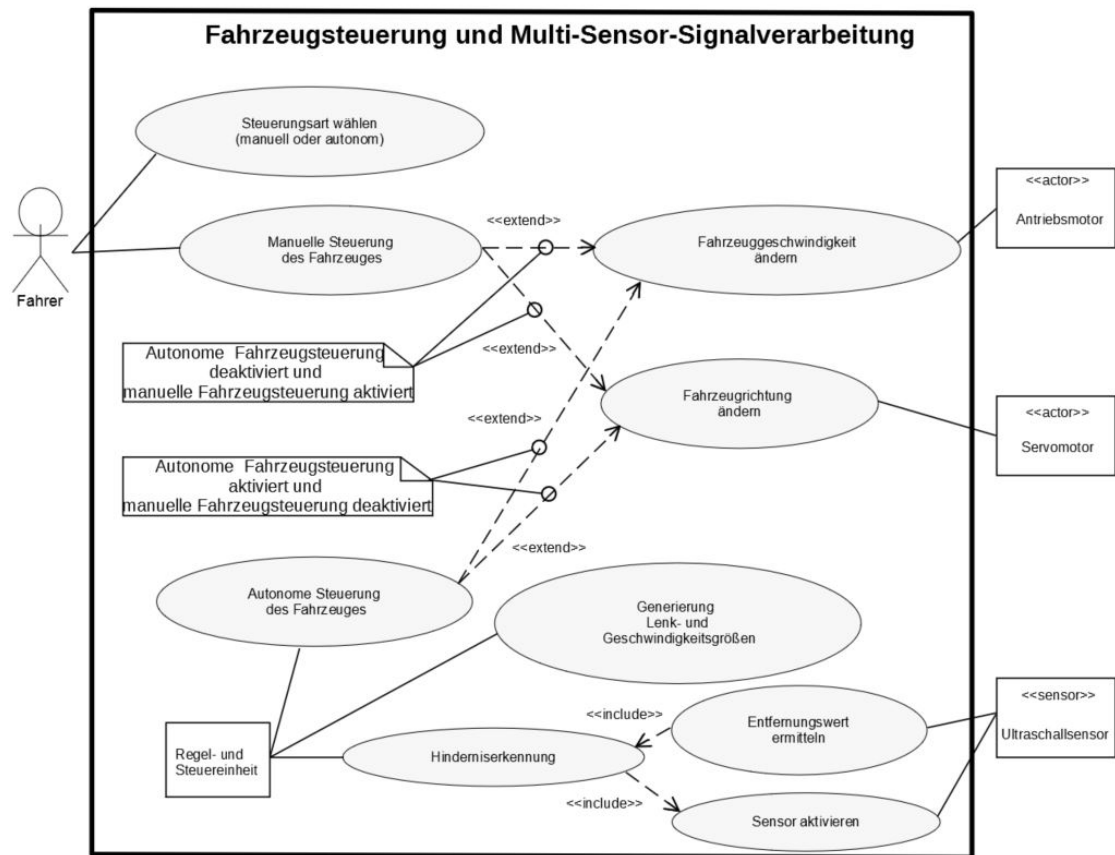 Fahrzeugsteuerung und Multi-Sensor-Signalverarbeitung
Steuerungsart wählen
(manuell oder autonom)
Fahrer
Manuelle Steuerung
des Fahrzeuges
<<extend>>
Fahrzeuggeschwindigkeit
ändern
<<actor>>
Antriebsmotor
Autonome Fahrzeugsteuerung
deaktiviert und
manuelle Fahrzeugsteuerung aktiviert
<<extend>>
Fahrzeugrichtung
ändern
<<actor>>
Servomotor
<<extend>>
Autonome Fahrzeugsteuerung
aktiviert und
manuelle Fahrzeugsteuerung deaktiviert
<<extend>>
Autonome Steuerung
des Fahrzeuges
Generierung
Lenk- und
Geschwindigkeitsgrößen
Regel- und
Steuereinheit
Hinderniserkennung
<<include>>
Entfernungswert
ermitteln
<<sensor>>
Ultraschallsensor
<<include>>
Sensor aktivieren